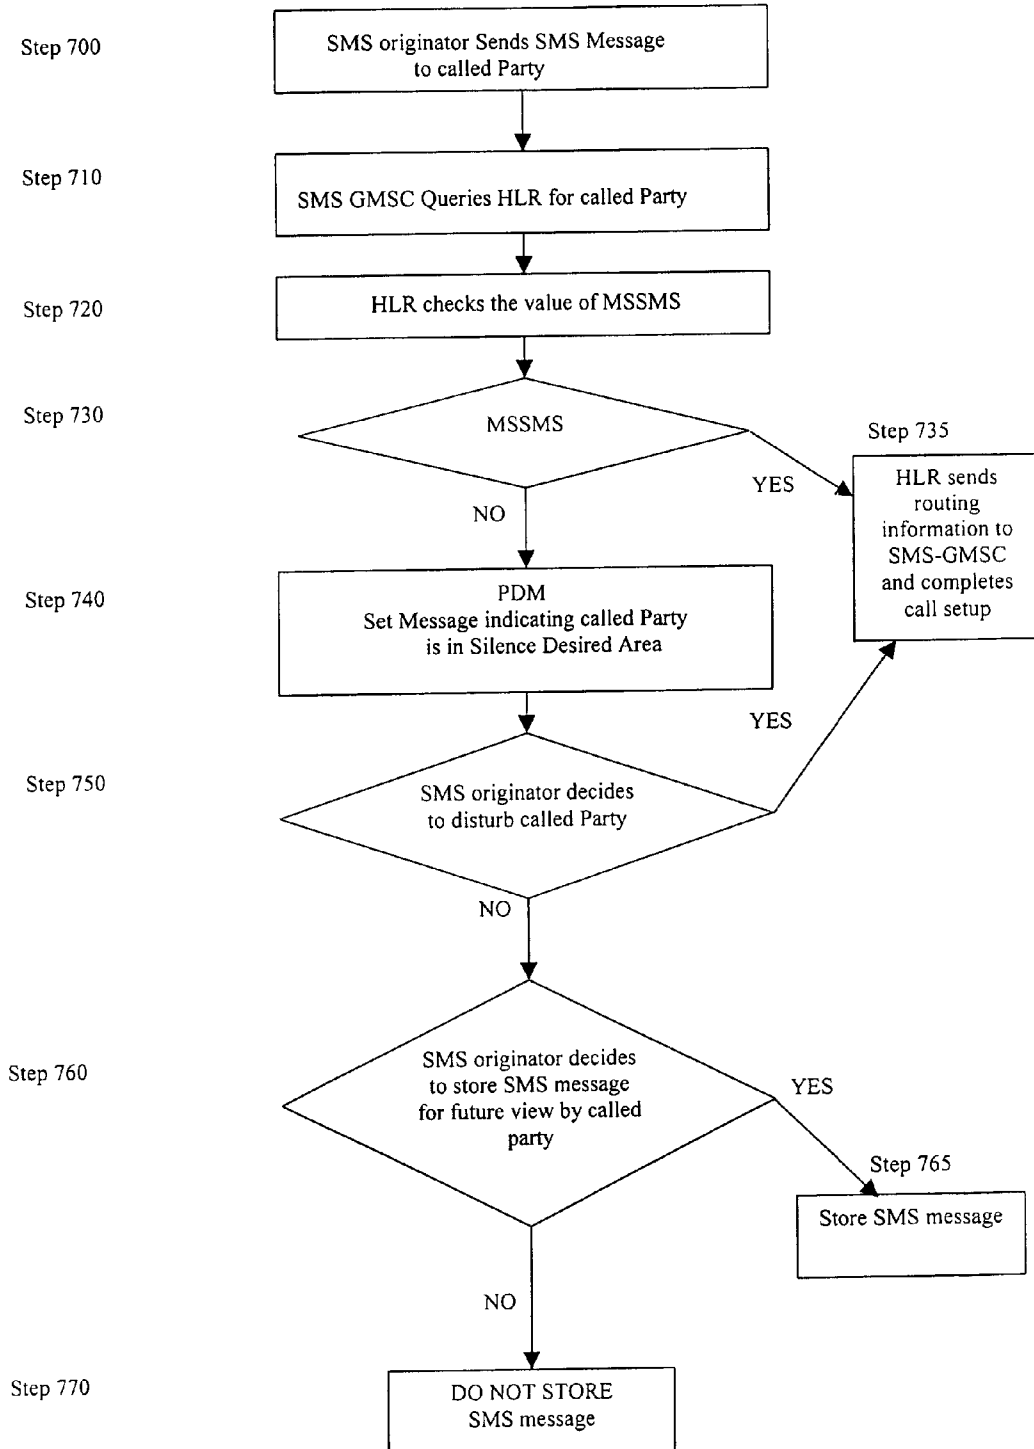 Step 700
SMS originator Sends SMS Message
to called Party
Step 710
SMS GMSC Queries HLR for called Party
Step 720
HLR checks the value of MSSMS
Step 730
MSSMS
YES
NO
Step 735
HLR sends
routing
information to
SMS-GMSC
and completes
call setup
Step 740
PDM
Set Message indicating called Party
is in Silence Desired Area
YES
Step 750
SMS originator decides
to disturb called Party
NO
Step 760
SMS originator decides
to store SMS message
for future view by called
party
YES
Step 765
Store SMS message
NO
Step 770
DO NOT STORE
SMS message